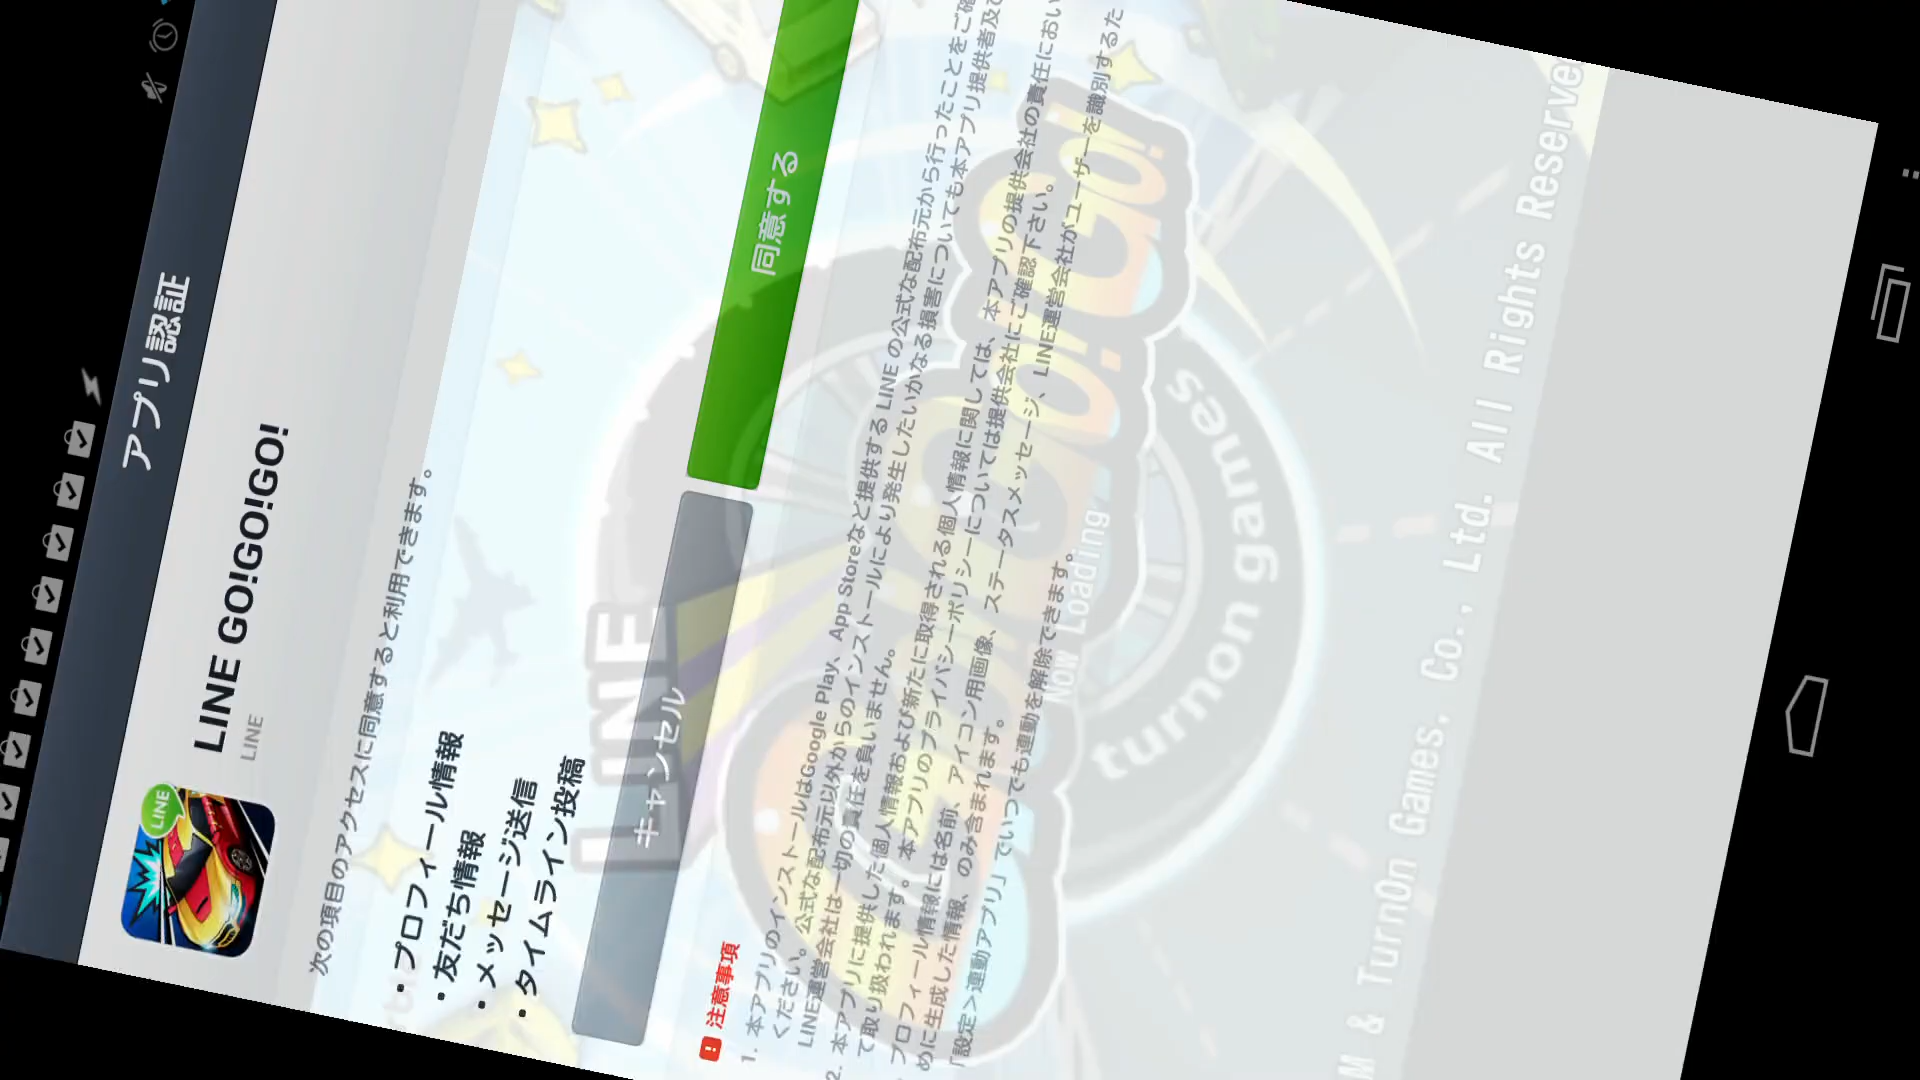 アプリ認証
LINE GO!GO!GO!
LINE
LINE
次の項目のアクセスに同意すると利用できます。
・プロフィール情報
・友だち情報
・メッセージ送信
・タイムライン投稿
キャンセル
同意する
注意事項
1. 本アプリのインストールはGoogle Play、App Storeなど提供する LINE の公式な配布元から行ったことをご確
ください。公式な配布元以外からのインストールにより発生したいかなる損害についても本アプリ提供者及び
LINE運営会社は一切の責任を負いません。
2. 本アプリに提供した個人情報および新たに取得される個人情報に関しては、本アプリの提供会社の責任におい
て取り扱われます。本アプリのプライバシーポリシーについては提供会社にご確認下さい。
プロフィール情報には名前、アイコン用画像、ステータスメッセージ、LINE運営会社がユーザーを識別するた
めに生成した情報、のみ含まれます。
「設定>連動アプリ」でいつでも連動を解除できます。
LINE
Go!Go!Go!
Now Loading
turnon games
M & TurnOn Games. Co., Ltd. All Rights Reserve